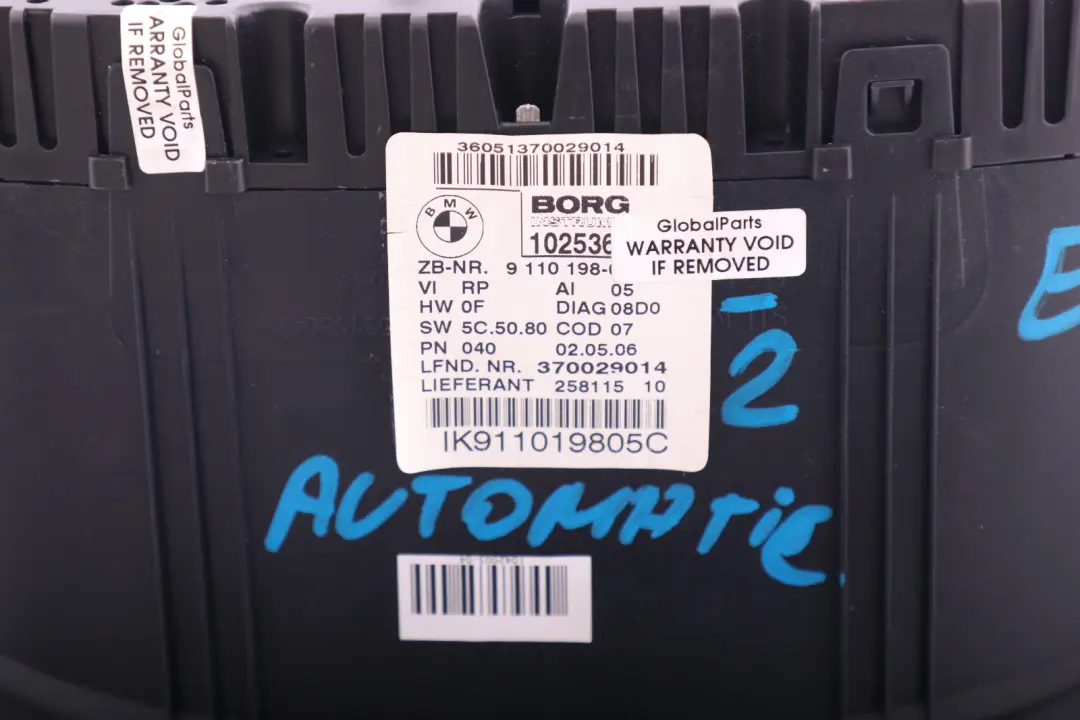 GlobalParts
ARRANTY VOID
IF REMOVED
36051370029014
BMW
BORG
INSTRUM
102536
GlobalParts
WARRANTY VOID
IF REMOVED
ZB-NR. 9 110 198-
VI RP AI 05
HW 0F DIAG 08D0
SW 5C.50.80 COD 07
PN 040 02.05.06
LFND. NR. 370029014
LIEFERANT 258115 10
IK911019805C
- 2
E
AUTOMATIC